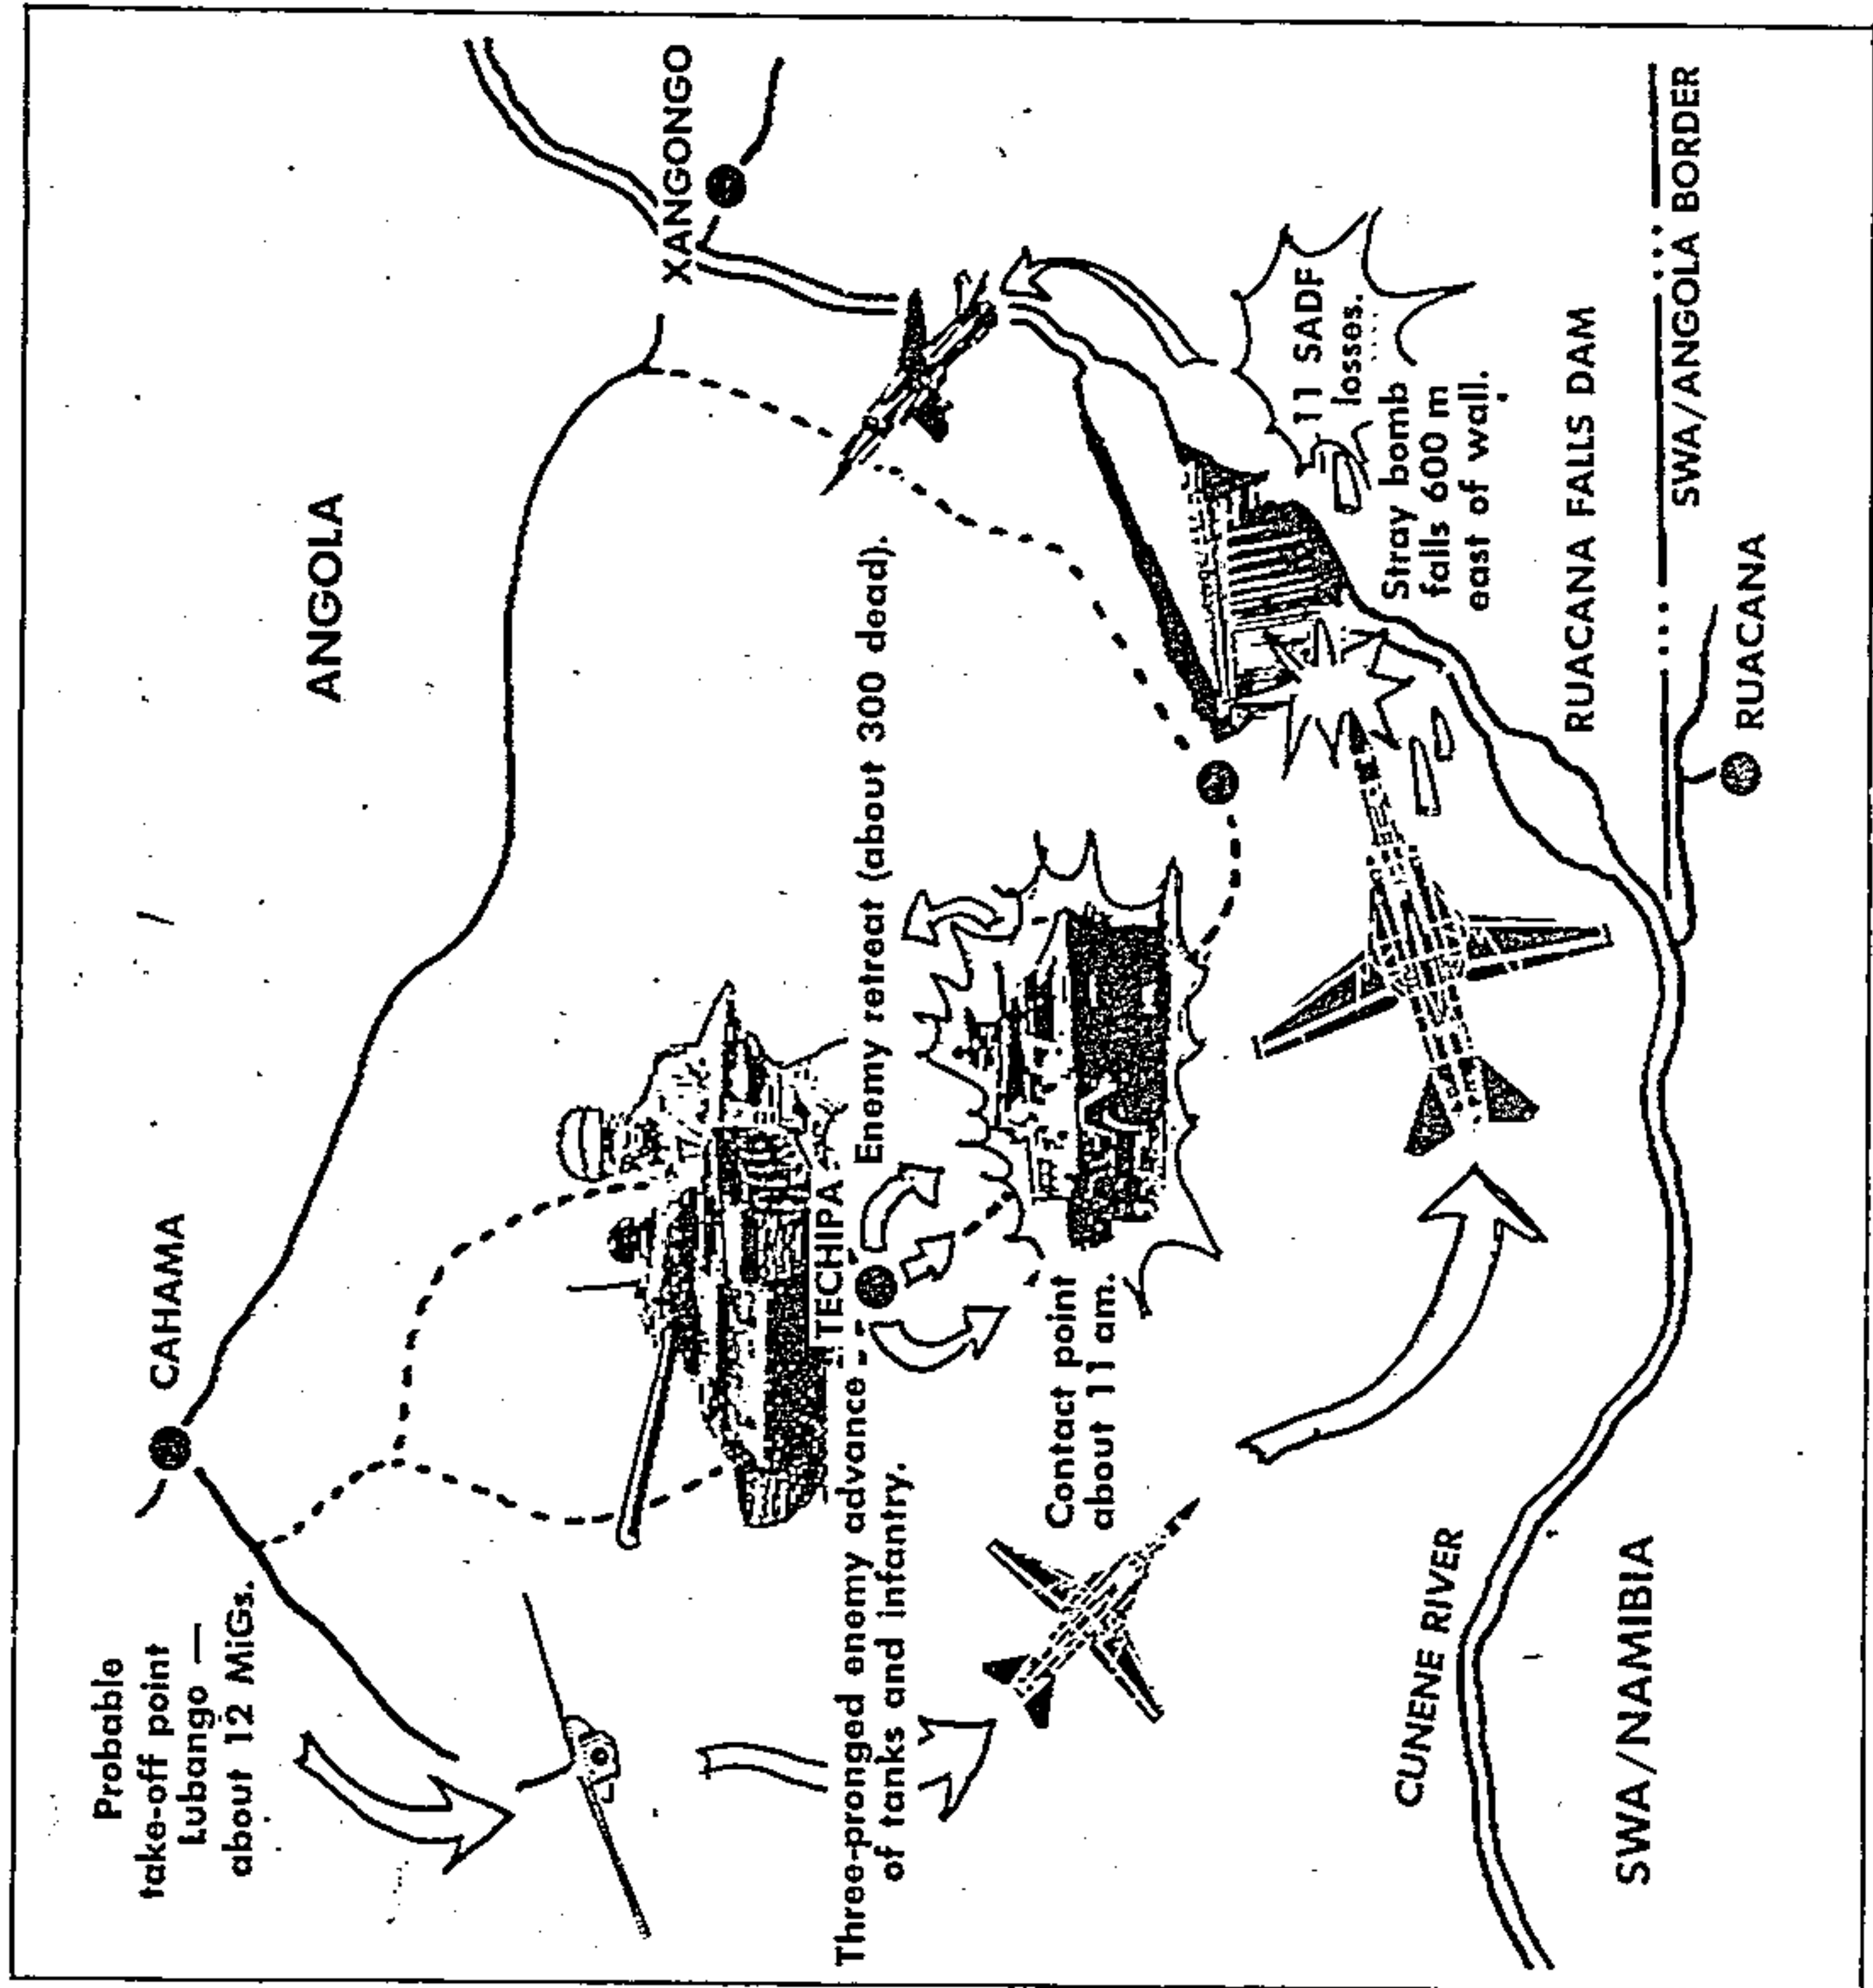 Probable
take-off point
Lubango —
about 12 MiGs.
CAHAMA
ANGOLA
XANGONGO
TECHIPA
Three-pronged enemy advance
of tanks and infantry.
Enemy retreat (about 300 dead).
Contact point
about 11 am.
11 SADF
losses.
Stray bomb
falls 600 m
east of wall.
CUNENE RIVER
RUACANA FALLS DAM
SWA/NAMIBIA
SWA/ANGOLA BORDER
RUACANA